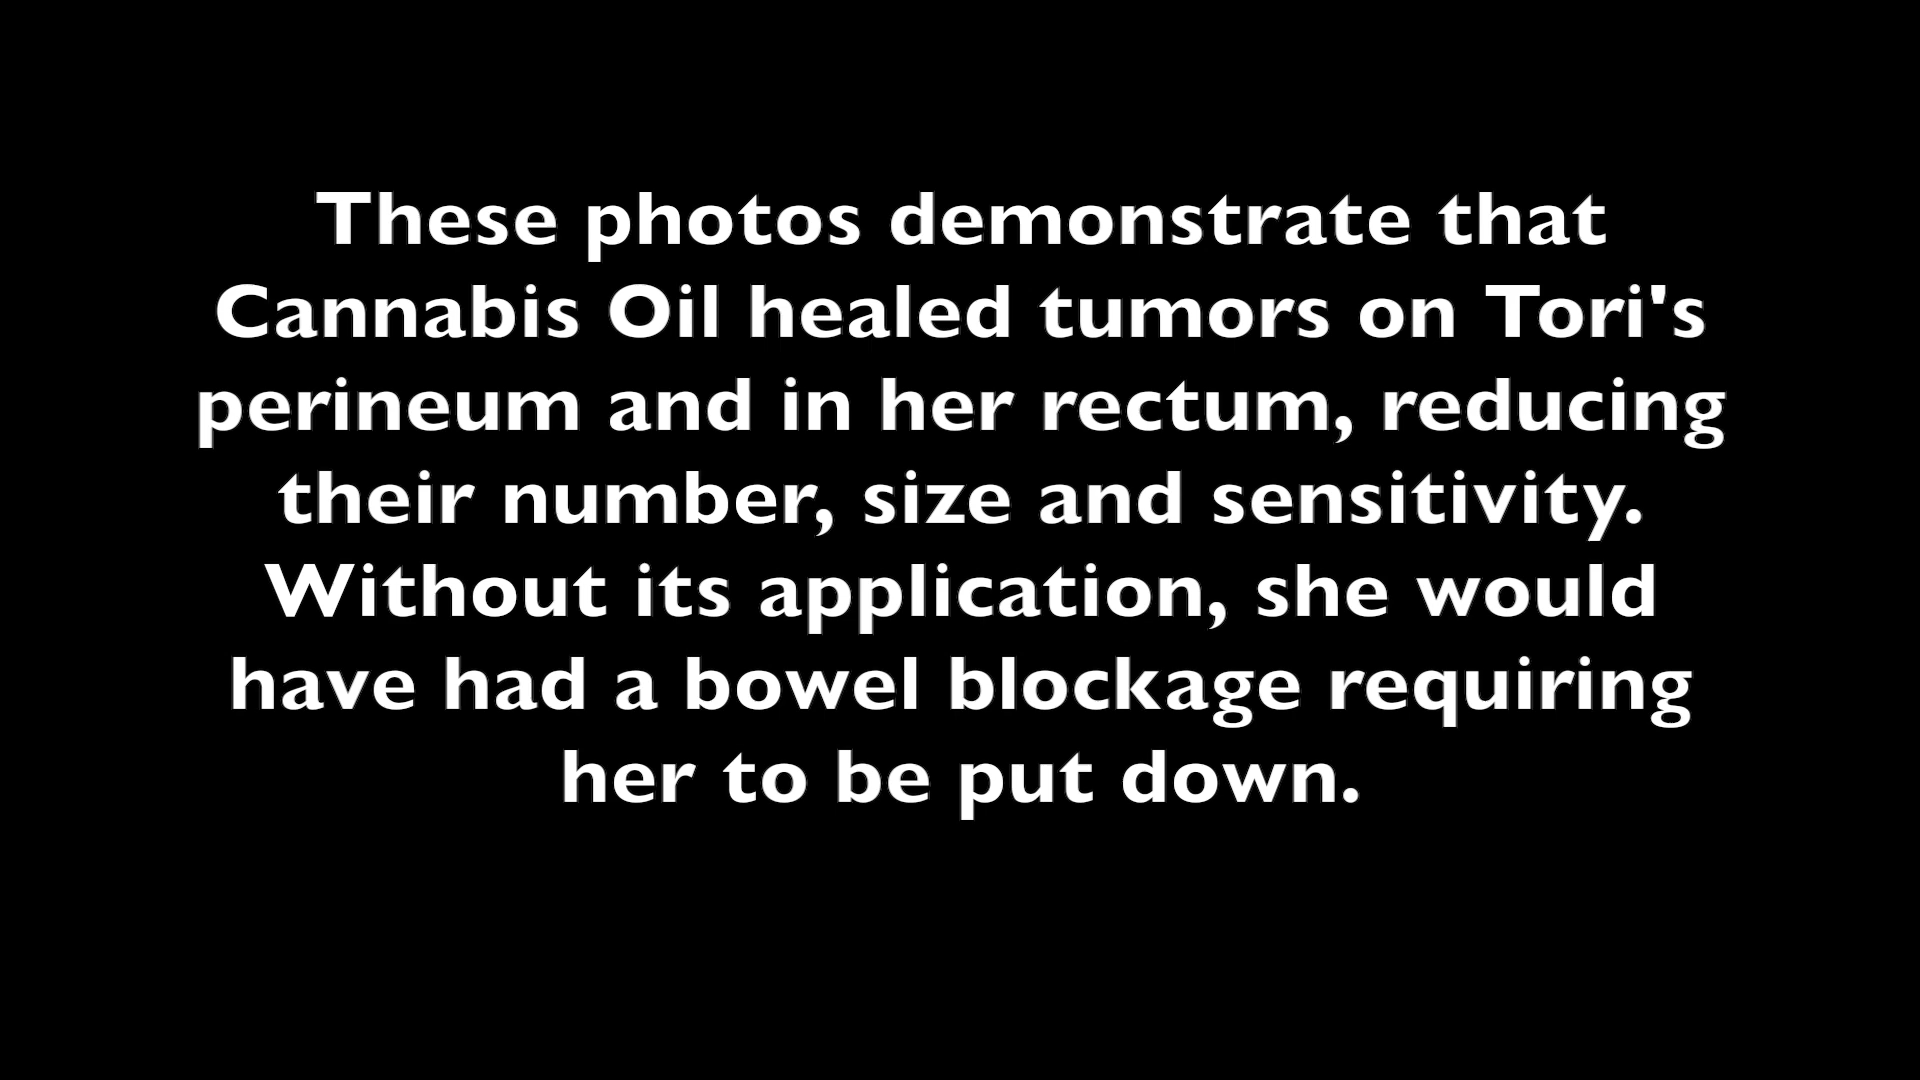 These photos demonstrate that
Cannabis Oil healed tumors on Tori's
perineum and in her rectum, reducing
their number, size and sensitivity.
Without its application, she would
have had a bowel blockage requiring
her to be put down.